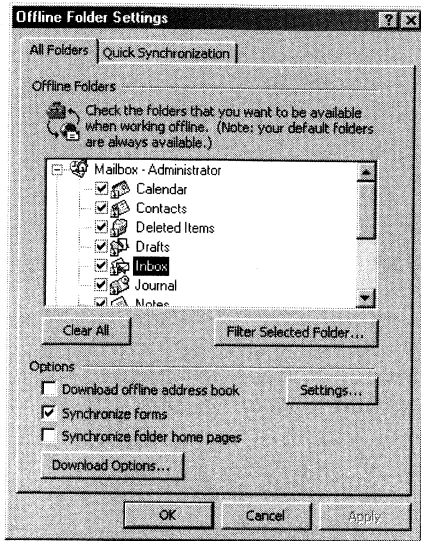 Offline Folder Settings
All Folders
Quick Synchronization
Offline Folders
Check the folders that you want to be available
when working offline. (Note: your default folders
are always available.)
Mailbox - Administrator
Calendar
Contacts
Deleted Items
Drafts
Inbox
Journal
Notes
Clear All
Filter Selected Folder...
Options
Download offline address book
Settings...
Synchronize forms
Synchronize folder home pages
Download Options...
OK
Cancel
Apply